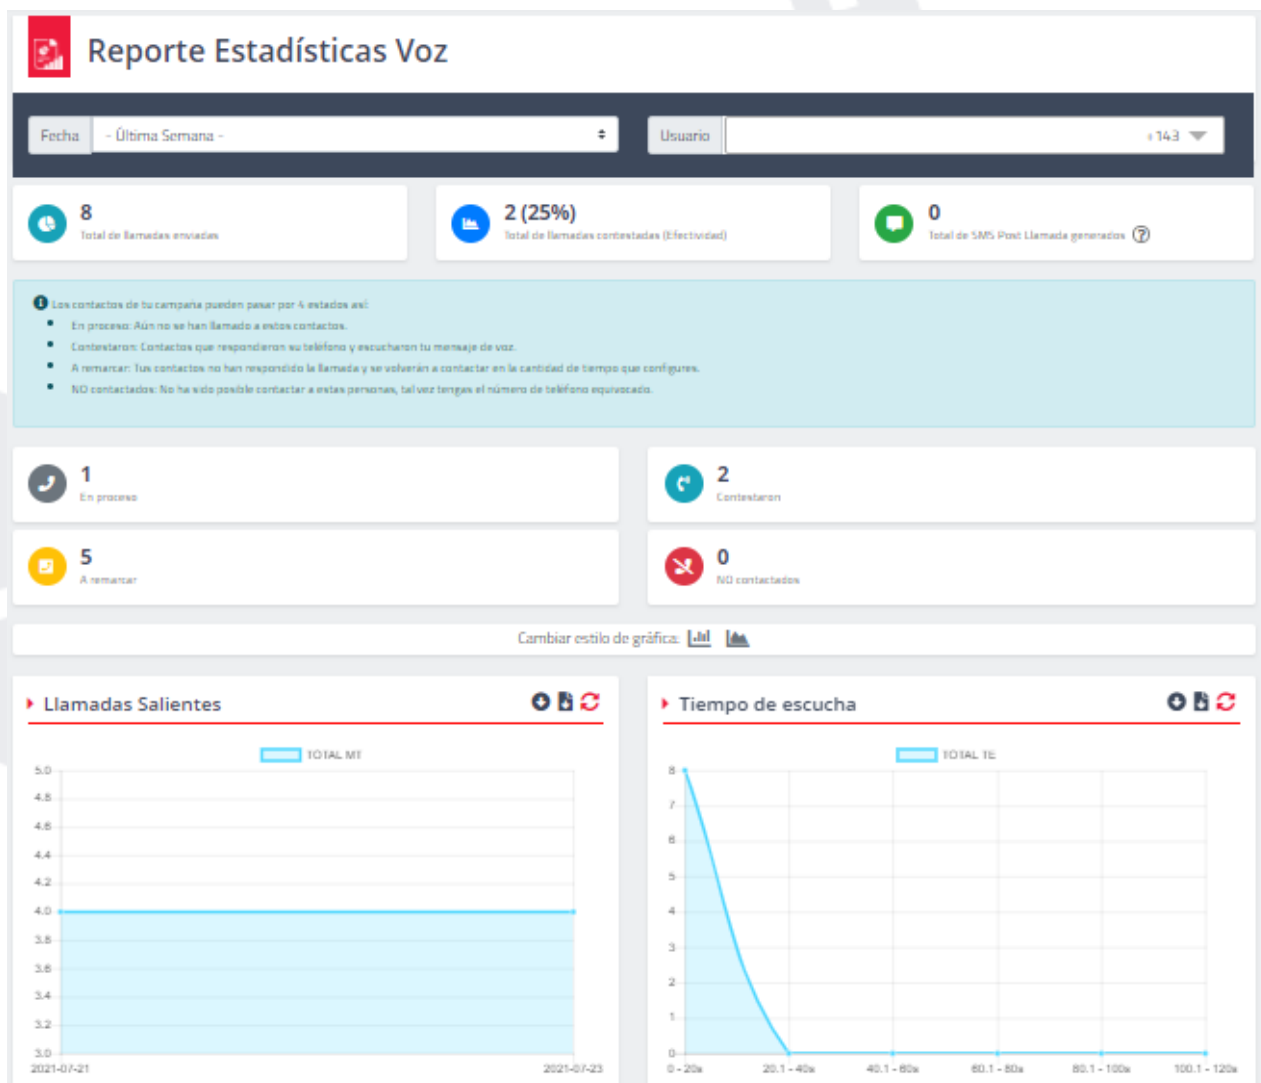 Reporte Estadísticas Voz
Fecha - Última Semana -
Usuario +143
8
Total de llamadas enviadas
2 (25%)
Total de llamadas contestadas (Efectividad)
0
Total de SMS Post Llamada generados
Los contactos de tu campaña pueden pasar por 4 estados así:
En proceso: Aún no se han llamado a estos contactos.
Contestaron: Contactos que respondieron su teléfono y escucharon tu mensaje de voz.
A remarcar: Tus contactos no han respondido la llamada y se volverán a contactar en la cantidad de tiempo que configures.
NO contactados: No ha sido posible contactar a estas personas, tal vez tengas el número de teléfono equivocado.
1
En proceso
2
Contestaron
5
A remarcar
0
NO contactados
Cambiar estilo de gráfica:
Llamadas Salientes
TOTAL MT
5.0
4.8
4.6
4.4
4.2
4.0
3.8
3.6
3.4
3.2
3.0
2021-07-21 2021-07-23
Tiempo de escucha
TOTAL TE
8
7
6
5
4
3
2
1
0
0 - 20s 20.1 - 40s 40.1 - 60s 60.1 - 80s 80.1 - 100s 100.1 - 120s